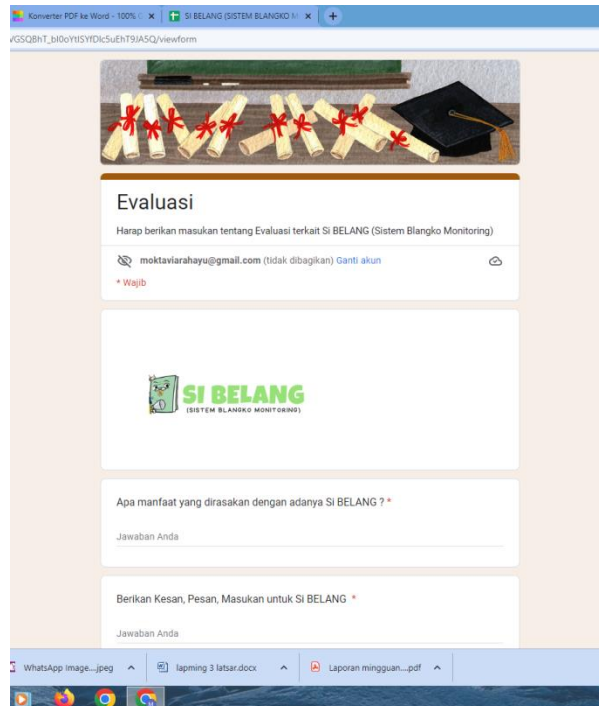 Konverter PDF ke Word - 100%
SI BELANG (SISTEM BLANGKO M
Evaluasi
Harap berikan masukan tentang Evaluasi terkait Si BELANG (Sistem Blangko Monitoring)
moktaviarahayu@gmail.com (tidak dibagikan) Ganti akun
* Wajib
SI BELANG
(SISTEM BLANGKO MONITORING)
Apa manfaat yang dirasakan dengan adanya Si BELANG ? *
Jawaban Anda
Berikan Kesan, Pesan, Masukan untuk Si BELANG *
Jawaban Anda
WhatsApp Image....jpeg
lapming 3 latsar.docx
Laporan mingguan....pdf